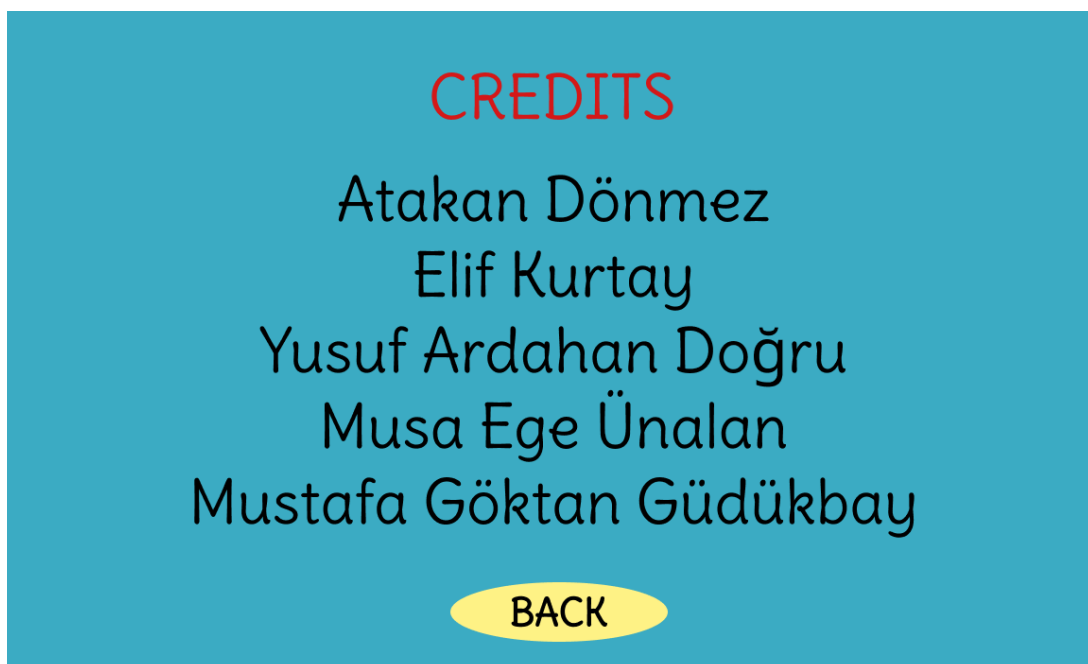 CREDITS
Atakan Dönmez
Elif Kurtay
Yusuf Ardahan Doğru
Musa Ege Ünalan
Mustafa Göktan Güdükbay
BACK